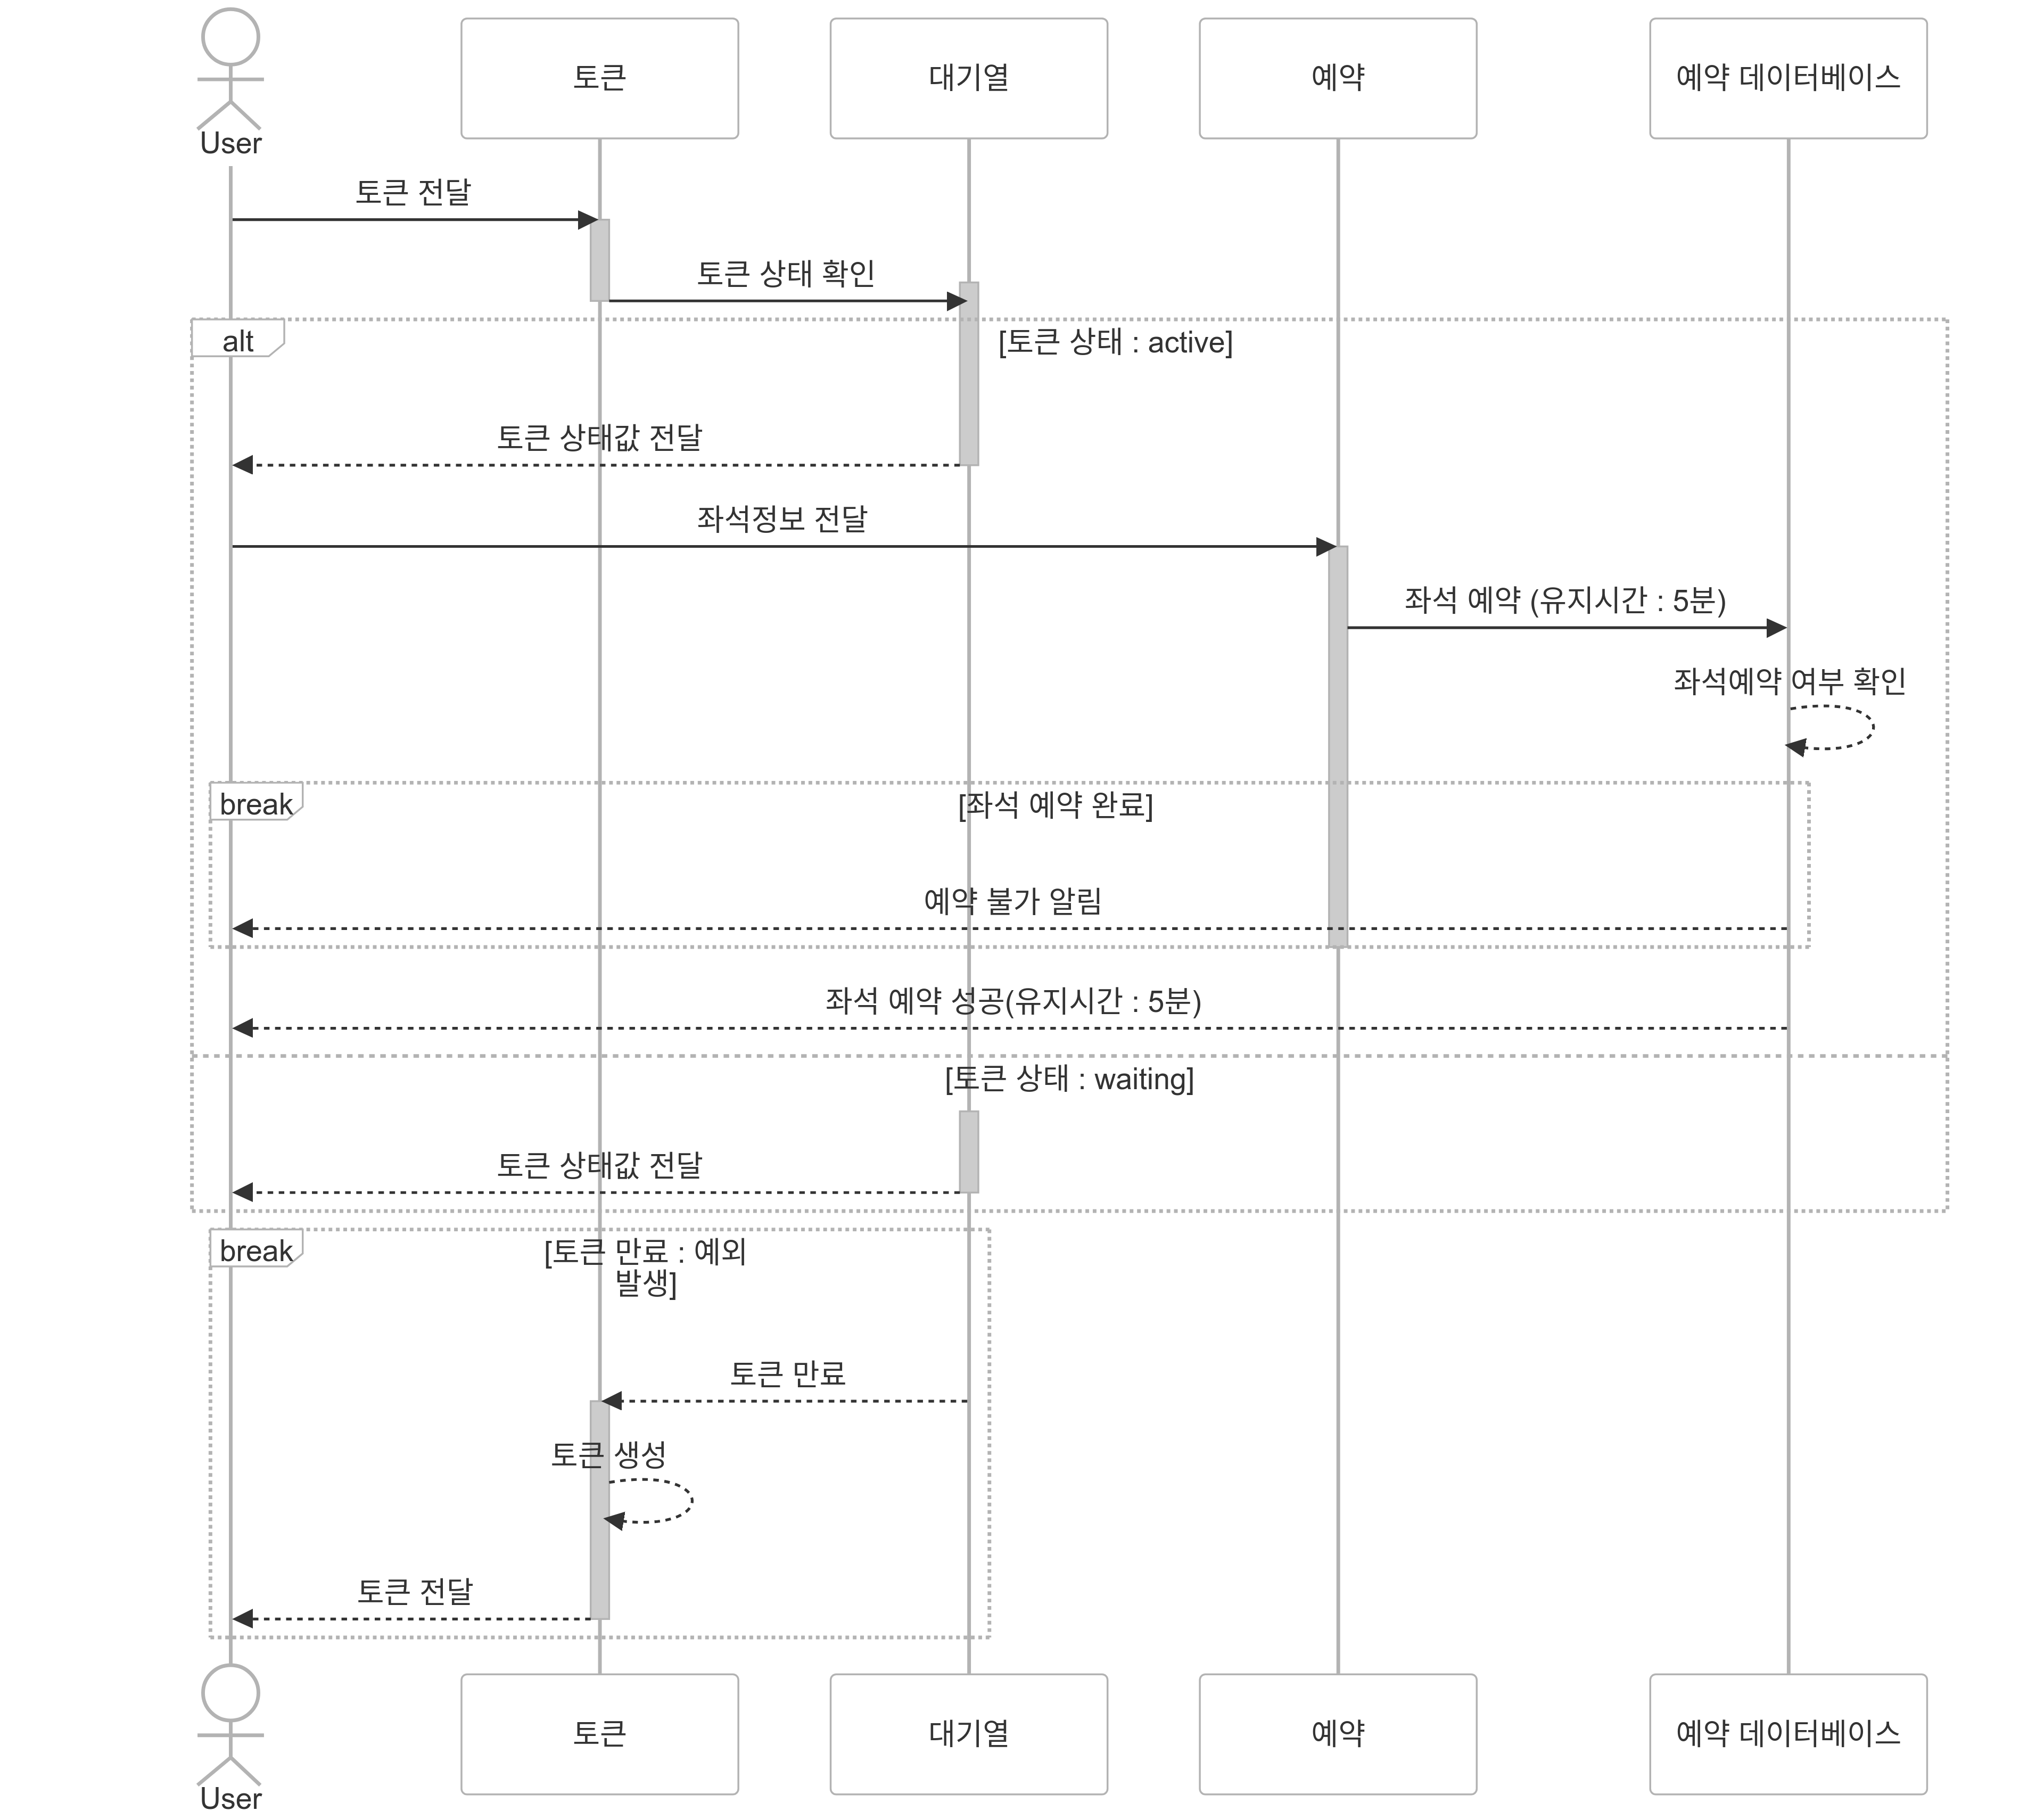 User
토큰
대기열
예약
예약 데이터베이스
토큰 전달
토큰 상태 확인
alt
[토큰 상태 : active]
토큰 상태값 전달
좌석정보 전달
좌석 예약 (유지시간 : 5분)
좌석예약 여부 확인
break
[좌석 예약 완료]
예약 불가 알림
좌석 예약 성공(유지시간 : 5분)
[토큰 상태 : waiting]
토큰 상태값 전달
break
[토큰 만료 : 예외
발생]
토큰 만료
토큰 생성
토큰 전달
User
토큰
대기열
예약
예약 데이터베이스